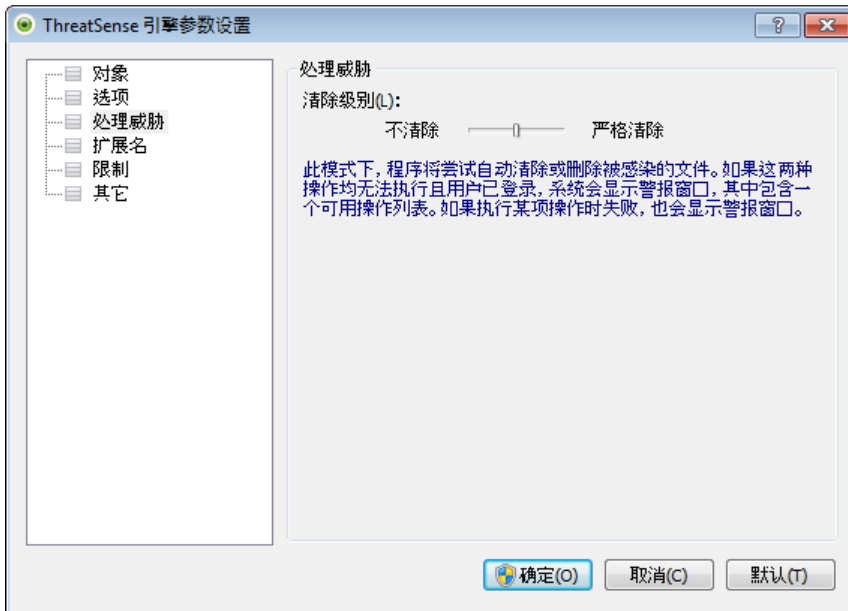 ThreatSense 引擎参数设置
对象
选项
处理威胁
扩展名
限制
其它
处理威胁
清除级别(L):
不清除 严格清除
此模式下, 程序将尝试自动清除或删除被感染的文件。如果这两种
操作均无法执行且用户已登录, 系统会显示警报窗口, 其中包含一
个可用操作列表。如果执行某项操作时失败, 也会显示警报窗口。
确定(O) 取消(C) 默认(T)